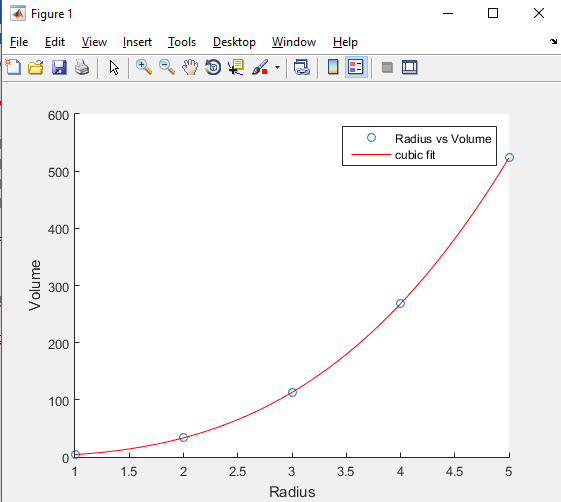 Figure 1
File Edit View Insert Tools Desktop Window Help
600
500
400
300
200
100
0
Volume
Radius vs Volume
cubic fit
1 1.5 2 2.5 3 3.5 4 4.5 5
Radius